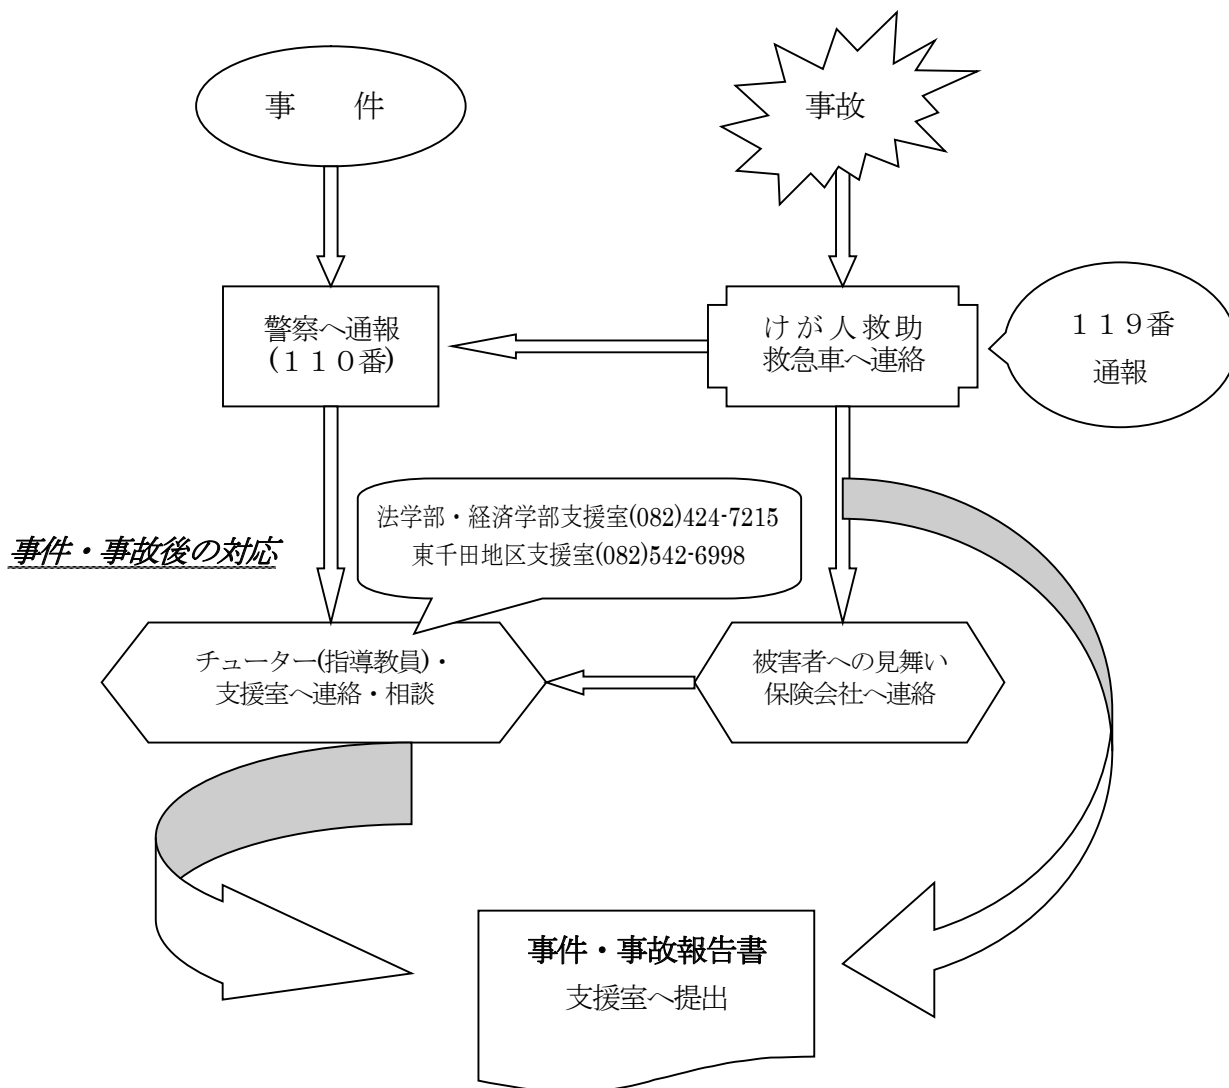 事　　件
事故
警察へ通報
(１１０番)
けが人救助
救急車へ連絡
１１９番
通報
法学部・経済学部支援室(082)424-7215
東千田地区支援室(082)542-6998
事件・事故後の対応
チューター(指導教員)・
支援室へ連絡・相談
被害者への見舞い
保険会社へ連絡
事件・事故報告書
支援室へ提出